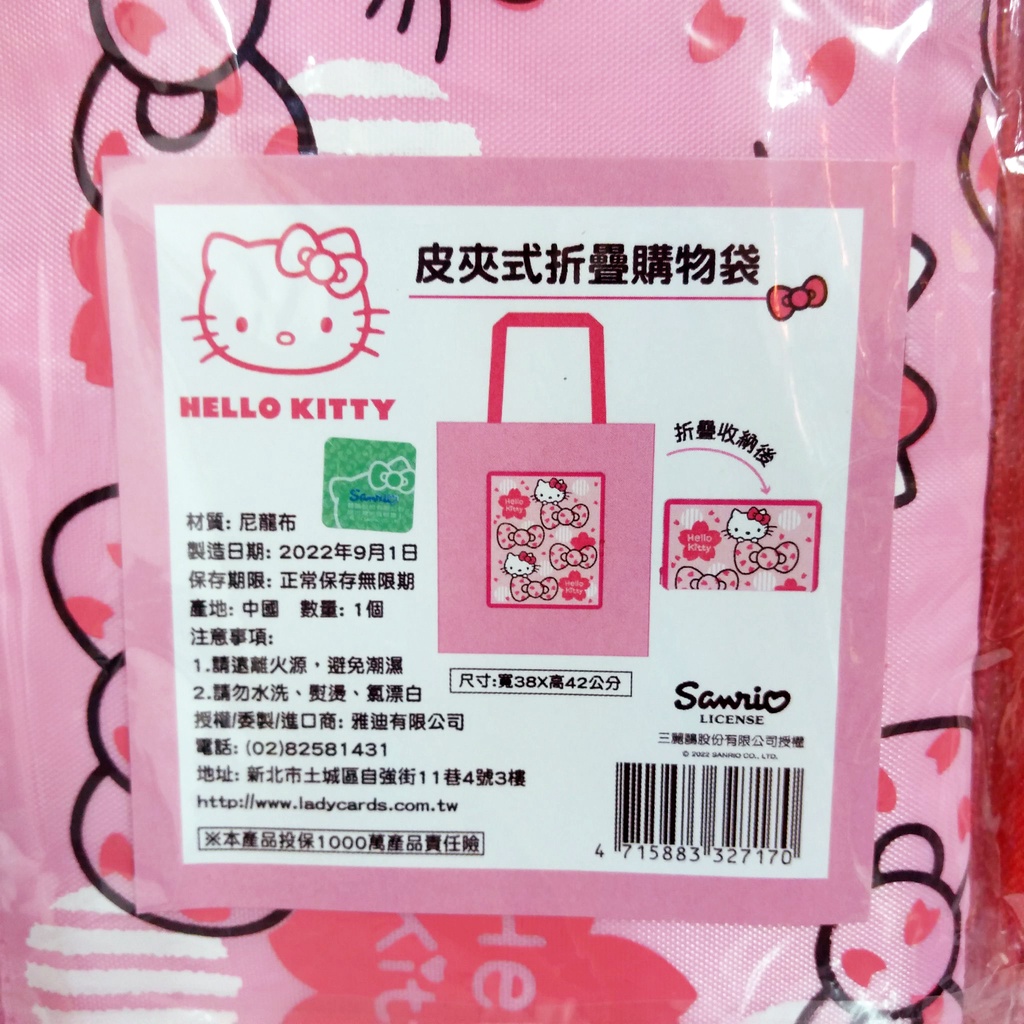 皮夾式折疊購物袋
HELLO KITTY
折疊收納後
Hello
Kitty
Hello
Kitty
Hello
Kitty
Sanrio
材質: 尼龍布
製造日期: 2022年9月1日
保存期限: 正常保存無限期
產地: 中國 數量: 1個
注意事項:
1.請遠離火源，避免潮濕
2.請勿水洗、熨燙、氯漂白
授權/委製/進口商: 雅迪有限公司
電話: (02)82581431
地址: 新北市土城區自強街11巷4號3樓
http://www.ladycards.com.tw
※本產品投保1000萬產品責任險
尺寸:寬38X高42公分
Sanrio
LICENSE
三麗鷗股份有限公司授權
© 2022 SANRIO CO., LTD.
4 715883 327170
He
Kit